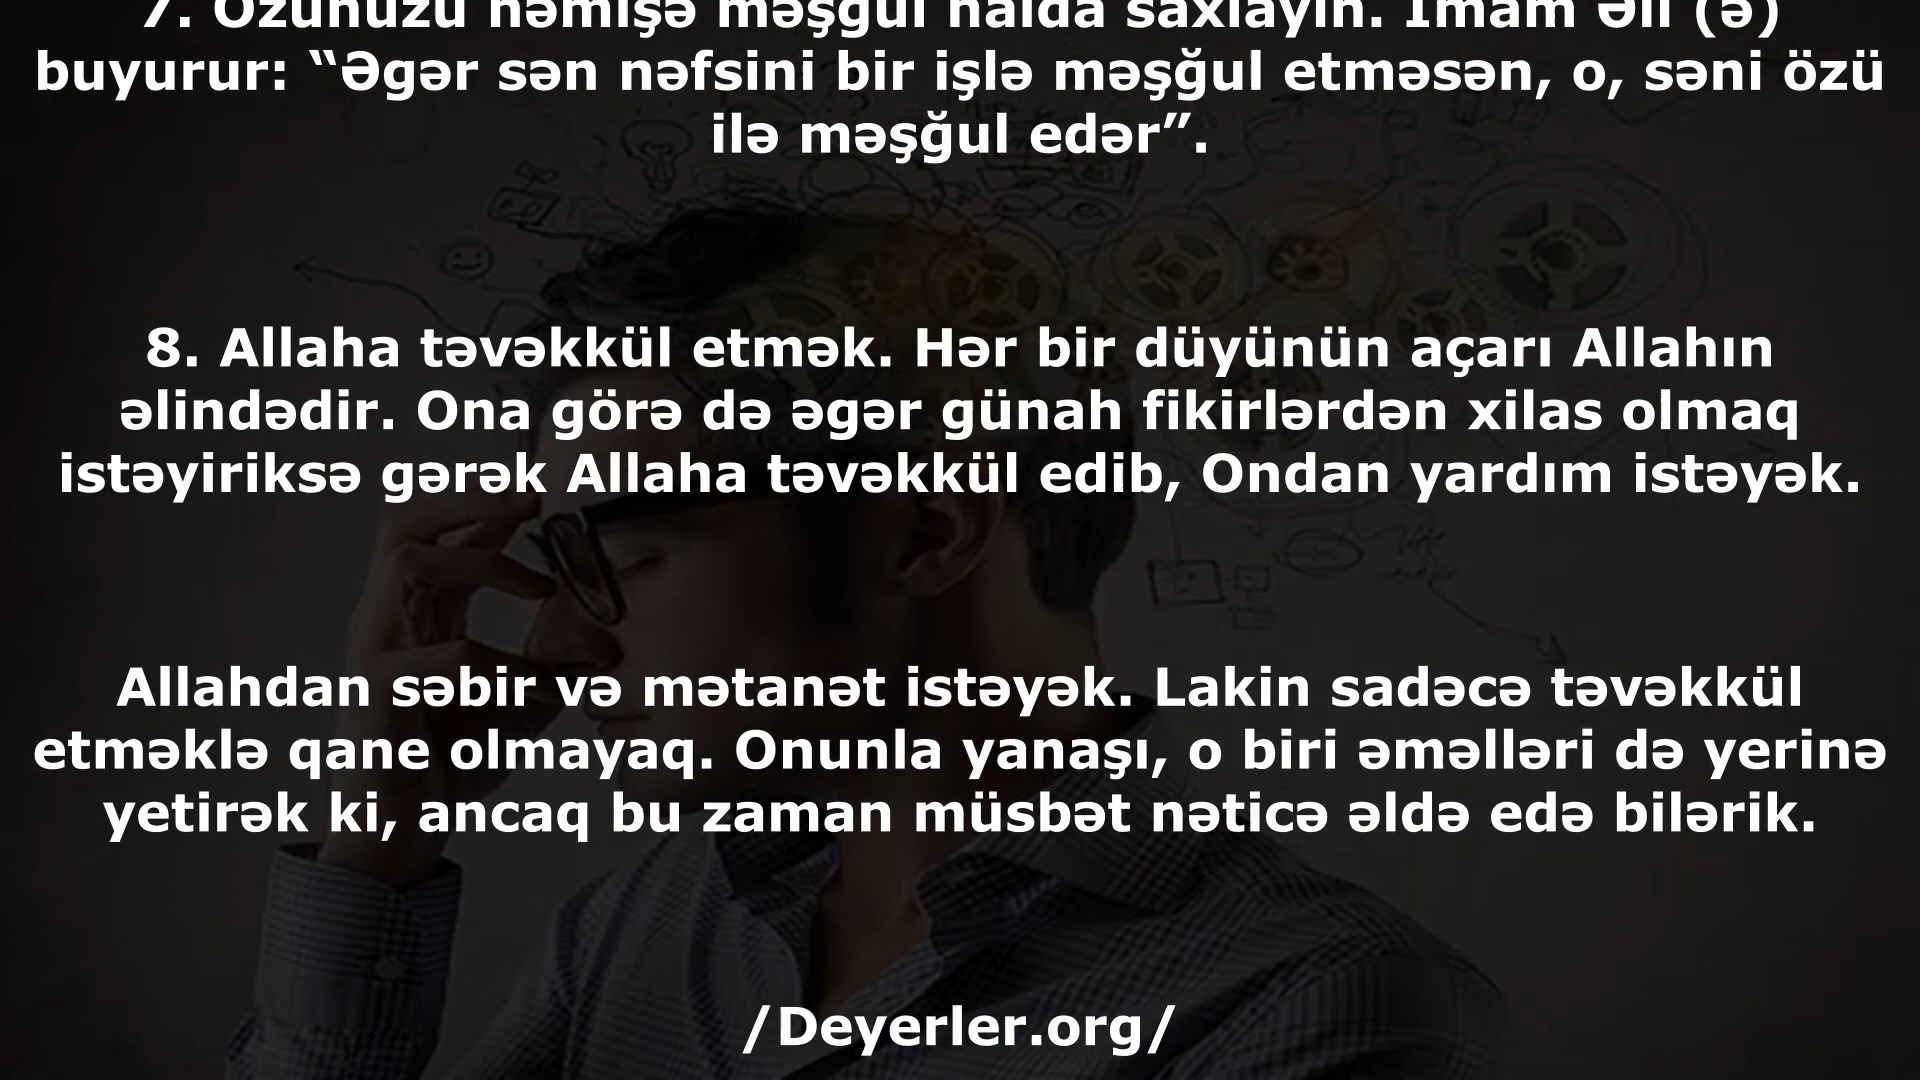 7. Özünüzü həmişə məşğul halda saxlayın. İmam Əli (ə)
buyurur: “Əgər sən nəfsini bir işlə məşğul etməsən, o, səni özü
ilə məşğul edər”.
8. Allaha təvəkkül etmək. Hər bir düyünün açarı Allahın
əlindədir. Ona görə də əgər günah fikirlərdən xilas olmaq
istəyiriksə gərək Allaha təvəkkül edib, Ondan yardım istəyək.
Allahdan səbir və mətanət istəyək. Lakin sadəcə təvəkkül
etməklə qane olmayaq. Onunla yanaşı, o biri əməlləri də yerinə
yetirək ki, ancaq bu zaman müsbət nəticə əldə edə bilərik.
/Deyerler.org/